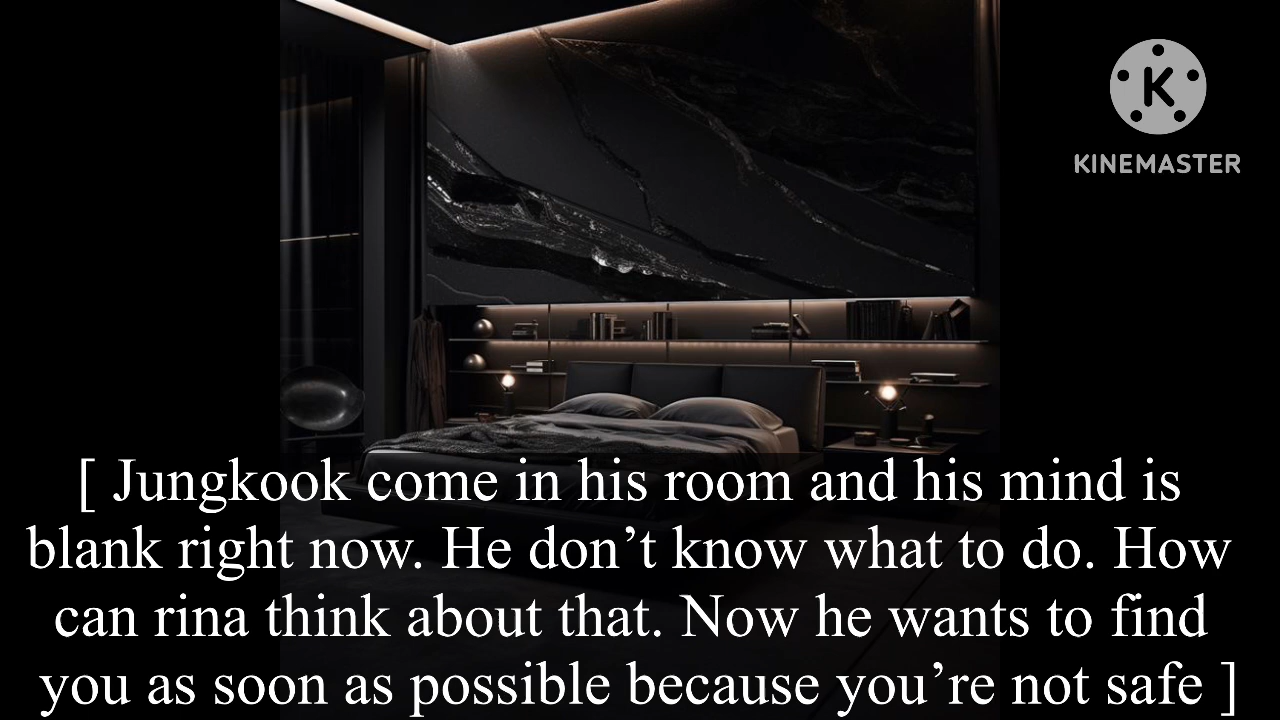 K
KINEMASTER
[ Jungkook come in his room and his mind is
blank right now. He don’t know what to do. How
can rina think about that. Now he wants to find
you as soon as possible because you’re not safe ]